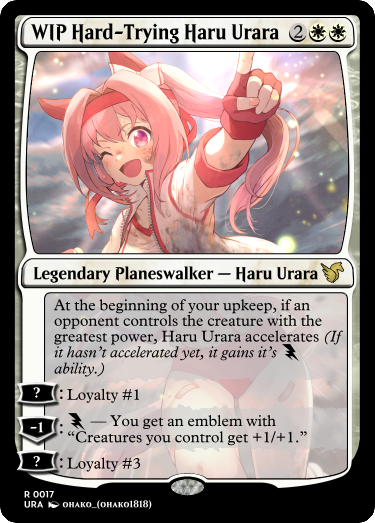 WIP Hard-Trying Haru Urara 2
Legendary Planeswalker — Haru Urara
At the beginning of your upkeep, if an
opponent controls the creature with the
greatest power, Haru Urara accelerates (If
it hasn't accelerated yet, it gains it's
ability.)
? : Loyalty #1
-1 : — You get an emblem with
“Creatures you control get +1/+1.”
? : Loyalty #3
R 0017
URA ohako_(ohako1818)